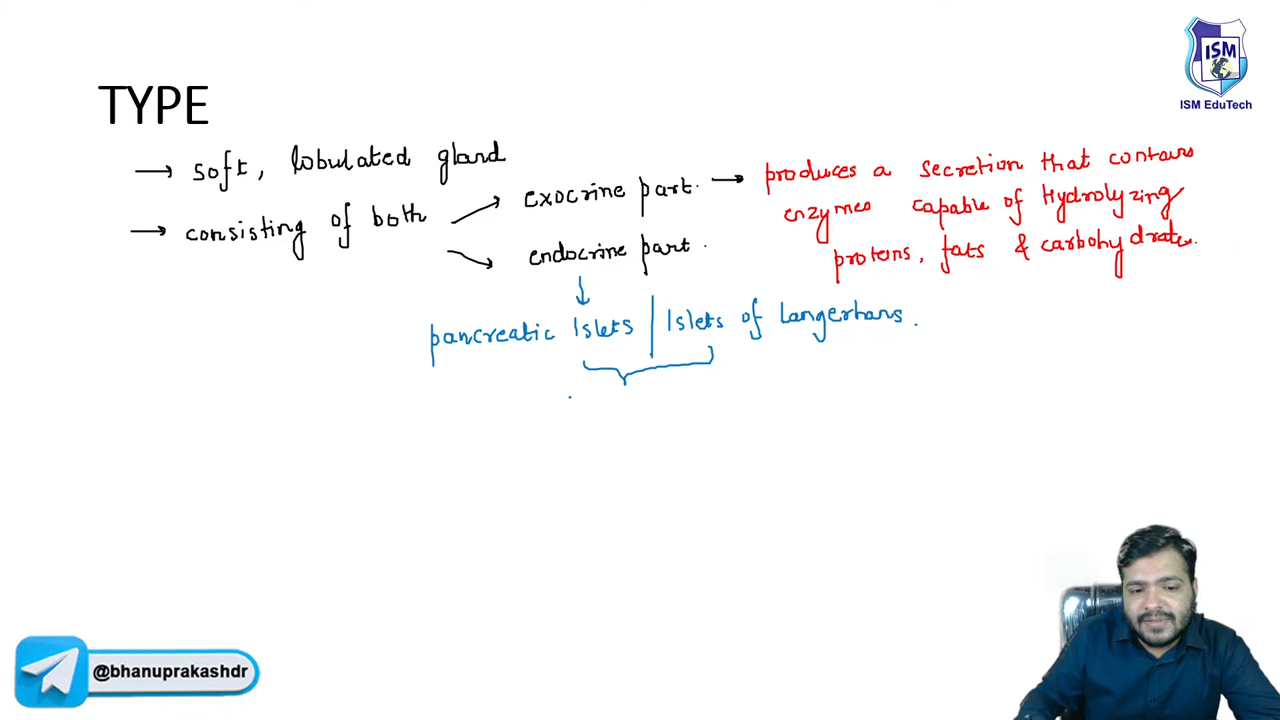 ISM
ISM EduTech
TYPE
→ soft, lobulated gland
→ consisting of both
exocrine part. → produces a secretion that contains
enzymes capable of Hydrolyzing
proteins, fats & carbohydrates.
endocrine part.
pancreatic Islets | Islets of Langerhans.
@bhanuprakashdr